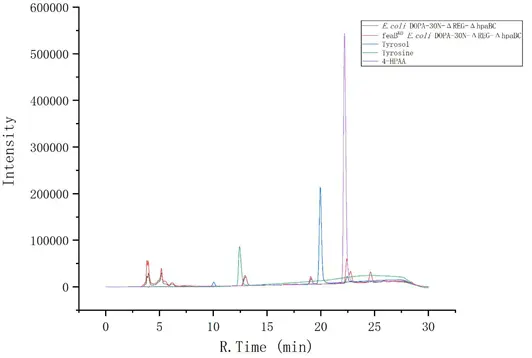 600000
500000
400000
300000
200000
100000
0
Intensity
E.coli DOPA-30N-ΔREG-ΔhpaBC
feaBᴷᴼ E.coli DOPA-30N-ΔREG-ΔhpaBC
Tyrosol
Tyrosine
4-HPAA
0 5 10 15 20 25 30
R.Time (min)